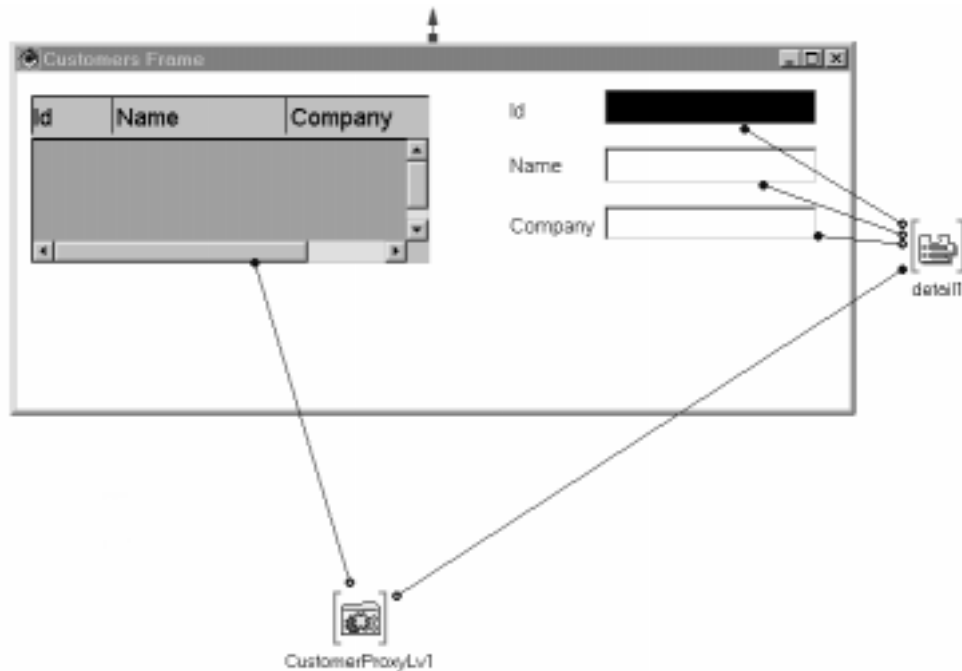 Customers Frame
Id Name Company
Id
Name
Company
detail1
CustomerProxyLv1